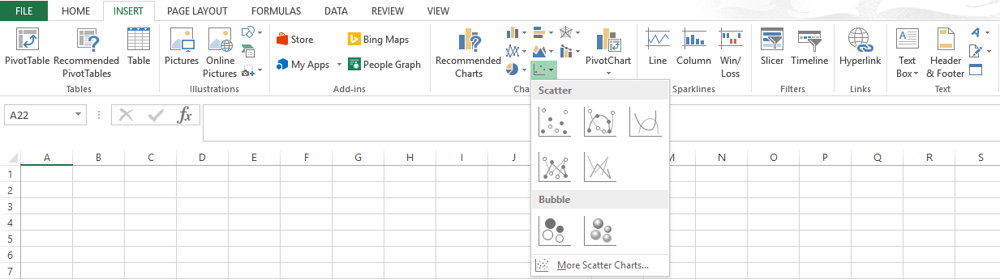 FILE HOME INSERT PAGE LAYOUT FORMULAS DATA REVIEW VIEW
PivotTable
Recommended
PivotTables
Table
Tables
Pictures
Online
Pictures
Illustrations
Store
My Apps
Bing Maps
People Graph
Add-ins
Recommended
Charts
PivotChart
Cha
Line
Column
Win/
Loss
Sparklines
Slicer
Timeline
Filters
Hyperlink
Links
Text
Box
Header
& Footer
Text
A22
fx
Scatter
Bubble
More Scatter Charts...
A B C D E F G H I J M N O P Q R S
1
2
3
4
5
6
7